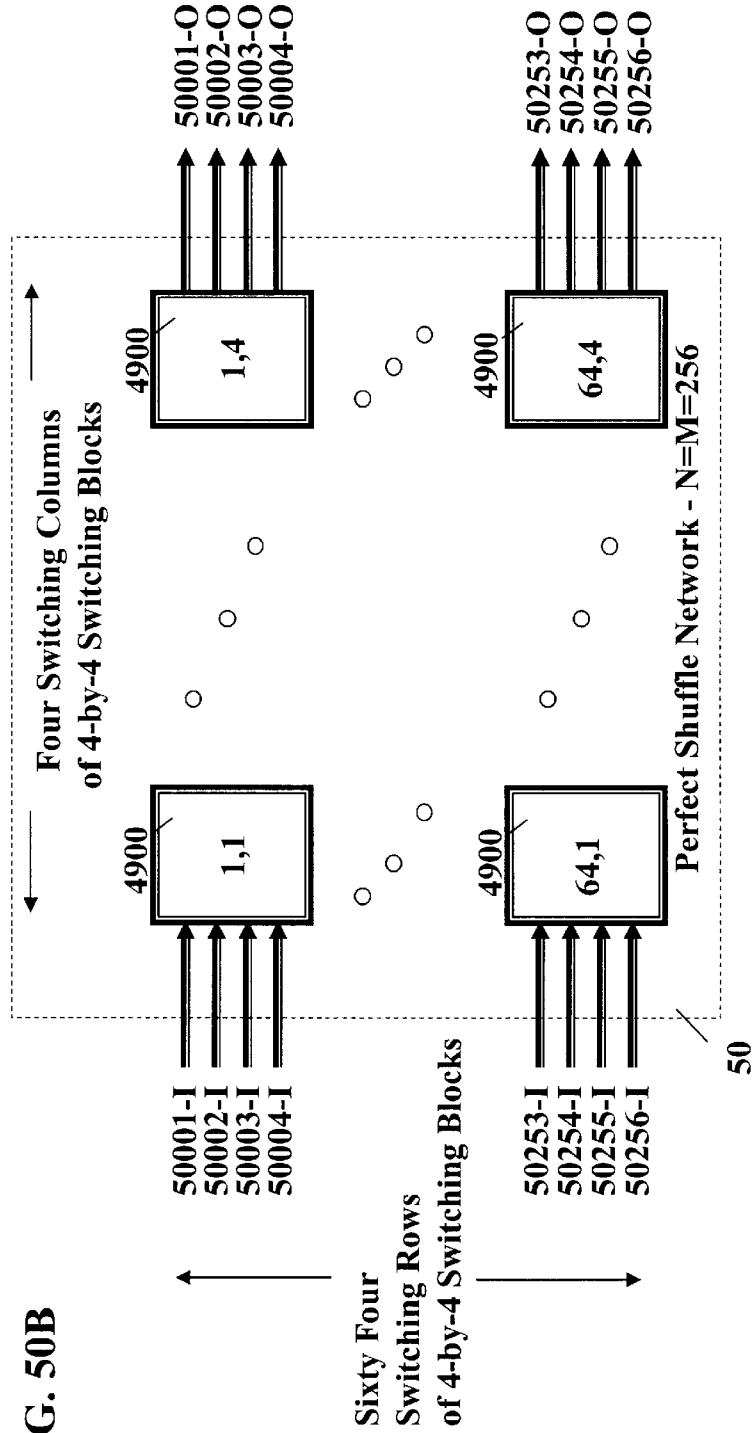 G. 50B
Four Switching Columns
of 4-by-4 Switching Blocks
4900
1,1
4900
1,4
50001-I
50002-I
50003-I
50004-I
50001-O
50002-O
50003-O
50004-O
Sixty Four
Switching Rows
of 4-by-4 Switching Blocks
4900
64,1
4900
64,4
50253-I
50254-I
50255-I
50256-I
50253-O
50254-O
50255-O
50256-O
Perfect Shuffle Network - N=M=256
50